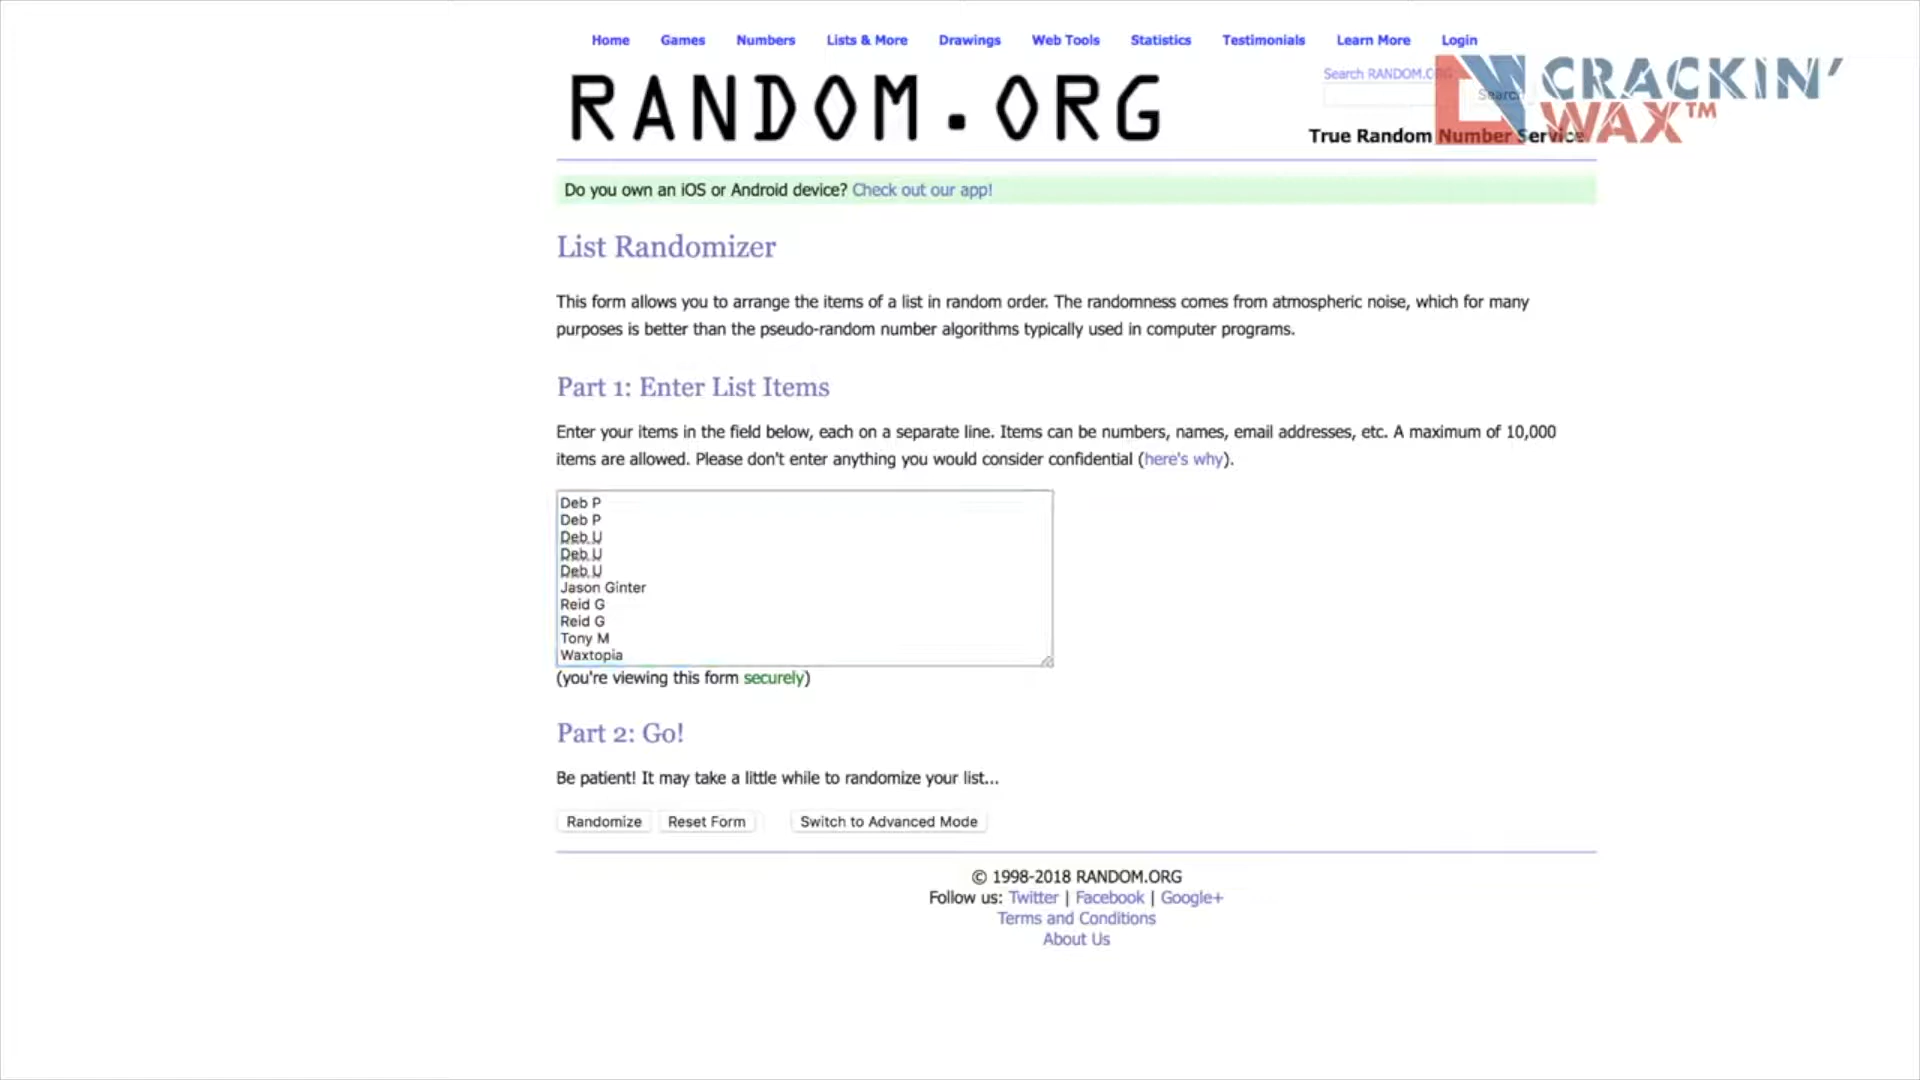 Home Games Numbers Lists & More Drawings Web Tools Statistics Testimonials Learn More Login
RANDOM.ORG
Search RANDOM.ORG
Search
True Random Number Service
CRACKIN'
WAX™
Do you own an iOS or Android device? Check out our app!
List Randomizer
This form allows you to arrange the items of a list in random order. The randomness comes from atmospheric noise, which for many
purposes is better than the pseudo-random number algorithms typically used in computer programs.
Part 1: Enter List Items
Enter your items in the field below, each on a separate line. Items can be numbers, names, email addresses, etc. A maximum of 10,000
items are allowed. Please don't enter anything you would consider confidential (here's why).
Deb P
Deb P
Deb U
Deb U
Deb U
Jason Ginter
Reid G
Reid G
Tony M
Waxtopia
(you're viewing this form securely)
Part 2: Go!
Be patient! It may take a little while to randomize your list...
Randomize Reset Form Switch to Advanced Mode
© 1998-2018 RANDOM.ORG
Follow us: Twitter | Facebook | Google+
Terms and Conditions
About Us